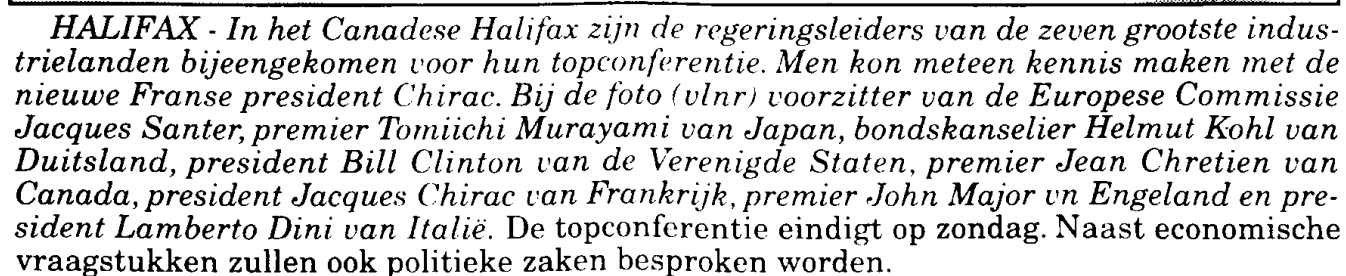 HALIFAX - In het Canadese Halifax zijn de regeringsleiders van de zeven grootste indus-
trielanden bijeengekomen voor hun topconferentie. Men kon meteen kennis maken met de
nieuwe Franse president Chirac. Bij de foto (vlnr) voorzitter van de Europese Commissie
Jacques Santer, premier Tomiichi Murayami van Japan, bondskanselier Helmut Kohl van
Duitsland, president Bill Clinton van de Verenigde Staten, premier Jean Chretien van
Canada, president Jacques Chirac van Frankrijk, premier John Major vn Engeland en pre-
sident Lamberto Dini van Italië. De topconferentie eindigt op zondag. Naast economische
vraagstukken zullen ook politieke zaken besproken worden.